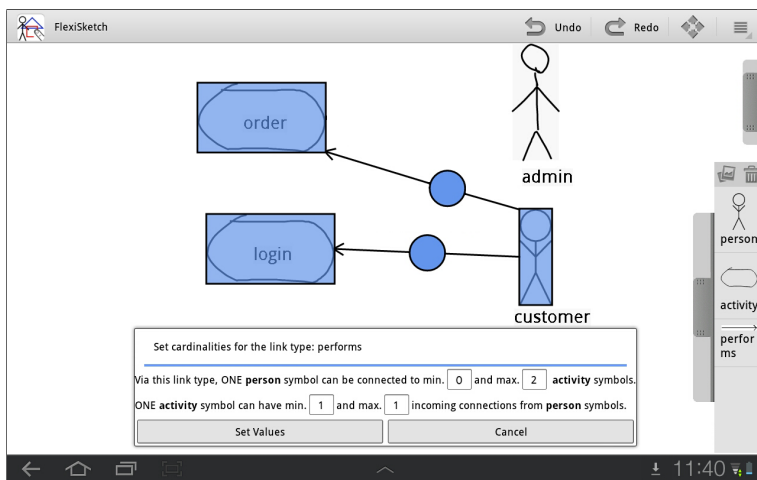 FlexiSketch
Undo
Redo
order
admin
login
customer
person
activity
perfor
ms
Set cardinalities for the link type: performs
Via this link type, ONE person symbol can be connected to min. 0 and max. 2 activity symbols.
ONE activity symbol can have min. 1 and max. 1 incoming connections from person symbols.
Set Values
Cancel
11:40